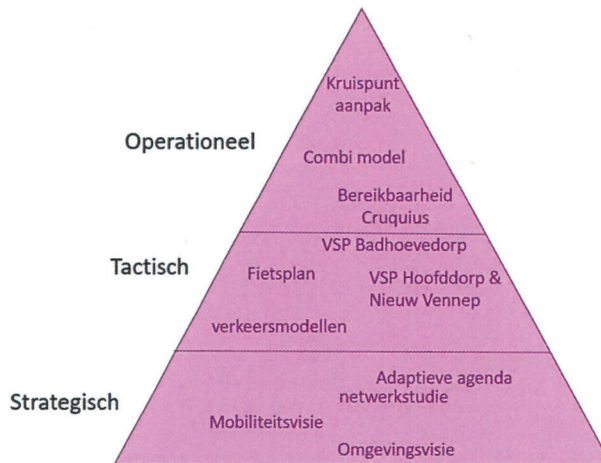 Kruispunt
aanpak
Operationeel
Combi model
Bereikbaarheid
Cruquius
VSP Badhoevedorp
Tactisch
Fietsplan
VSP Hoofddorp &
Nieuw Vennep
verkeersmodellen
Adaptieve agenda
netwerkstudie
Strategisch
Mobiliteitsvisie
Omgevingsvisie